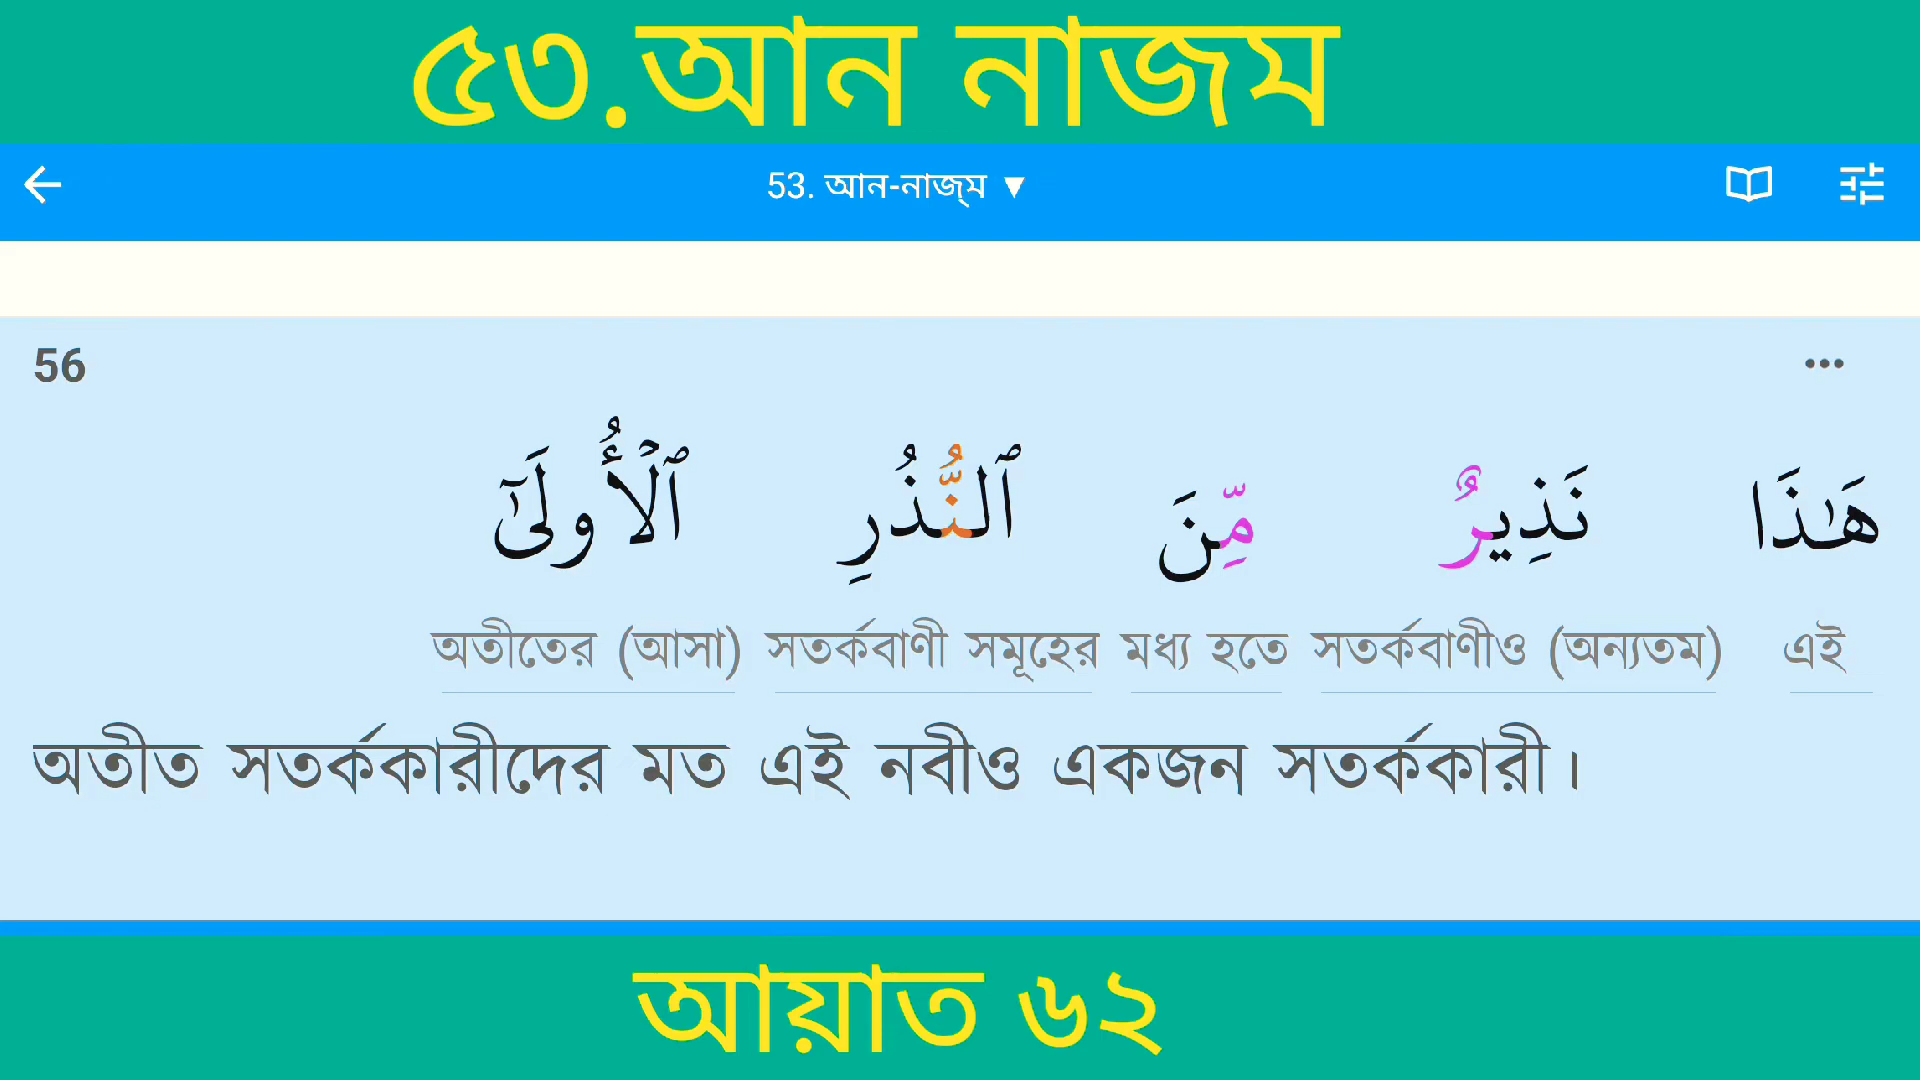 ৫৩.আন নাজম
53. আন-নাজ্ম ▼
56
هَـٰذَا نَذِيرٌ مِّنَ ٱلنُّذُرِ ٱلْأُولَىٰٓ
অতীতের (আসা) সতর্কবাণী সমূহের মধ্য হতে সতর্কবাণীও (অন্যতম) এই
অতীত সতর্ককারীদের মত এই নবীও একজন সতর্ককারী।
আয়াত ৬২